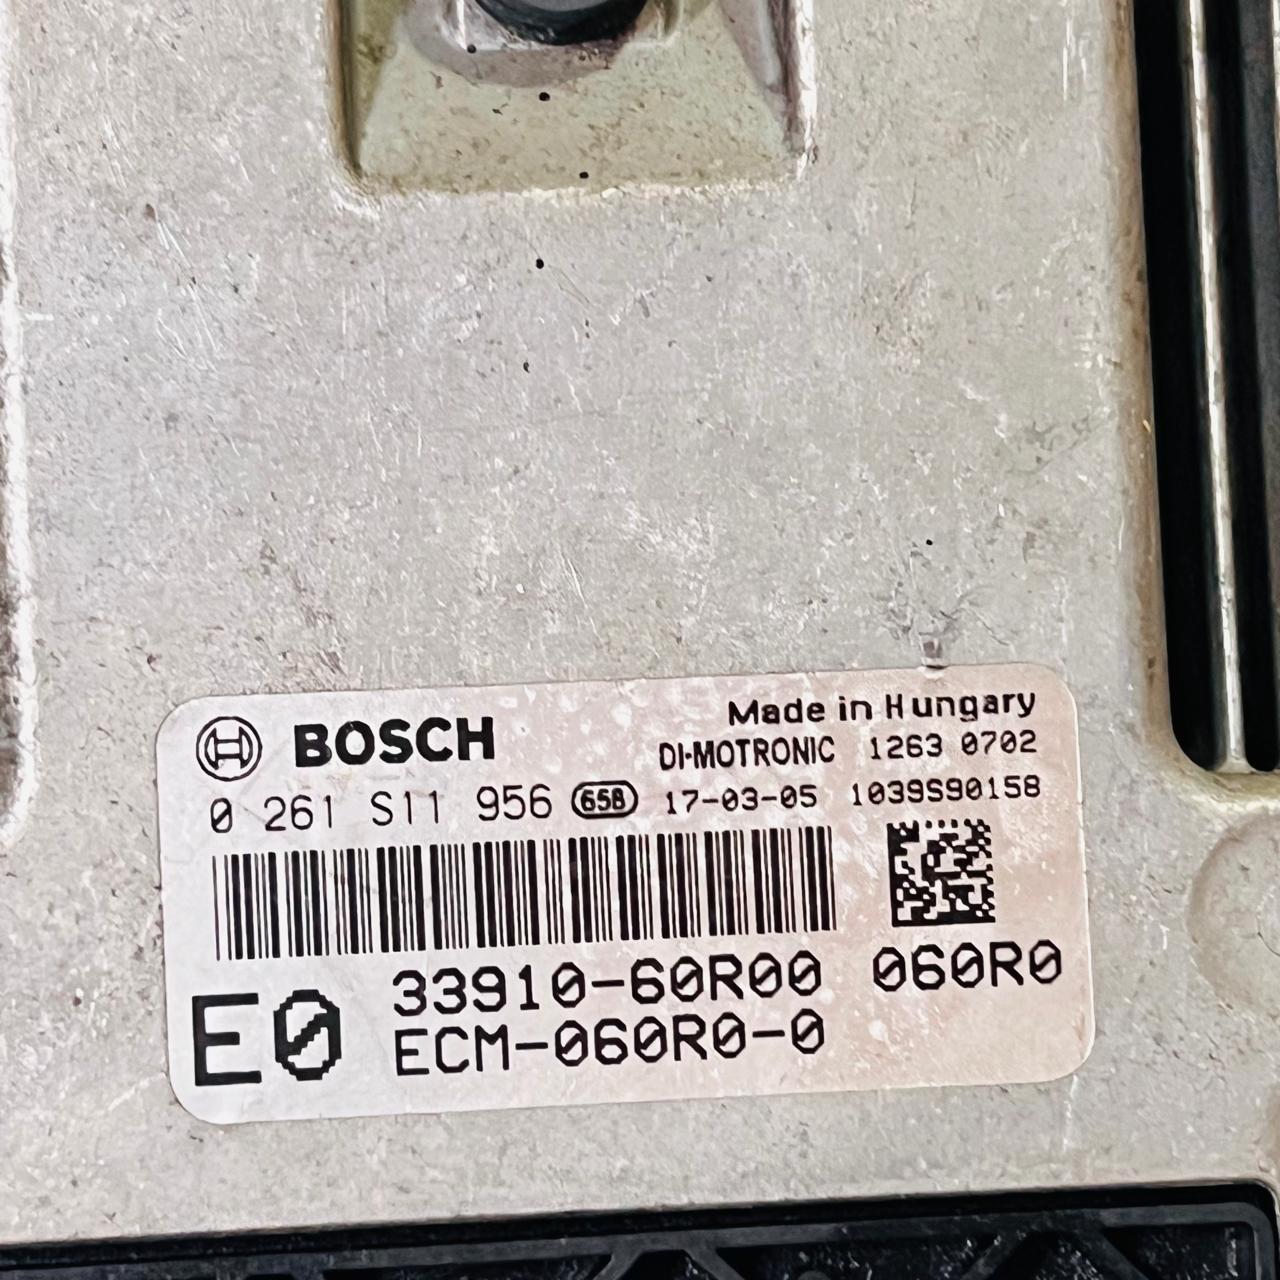 BOSCH
Made in Hungary
DI-MOTRONIC 1263 0702
0 261 S11 956 65B 17-03-05 1039S90158
33910-60R00 060R0
E0 ECM-060R0-0